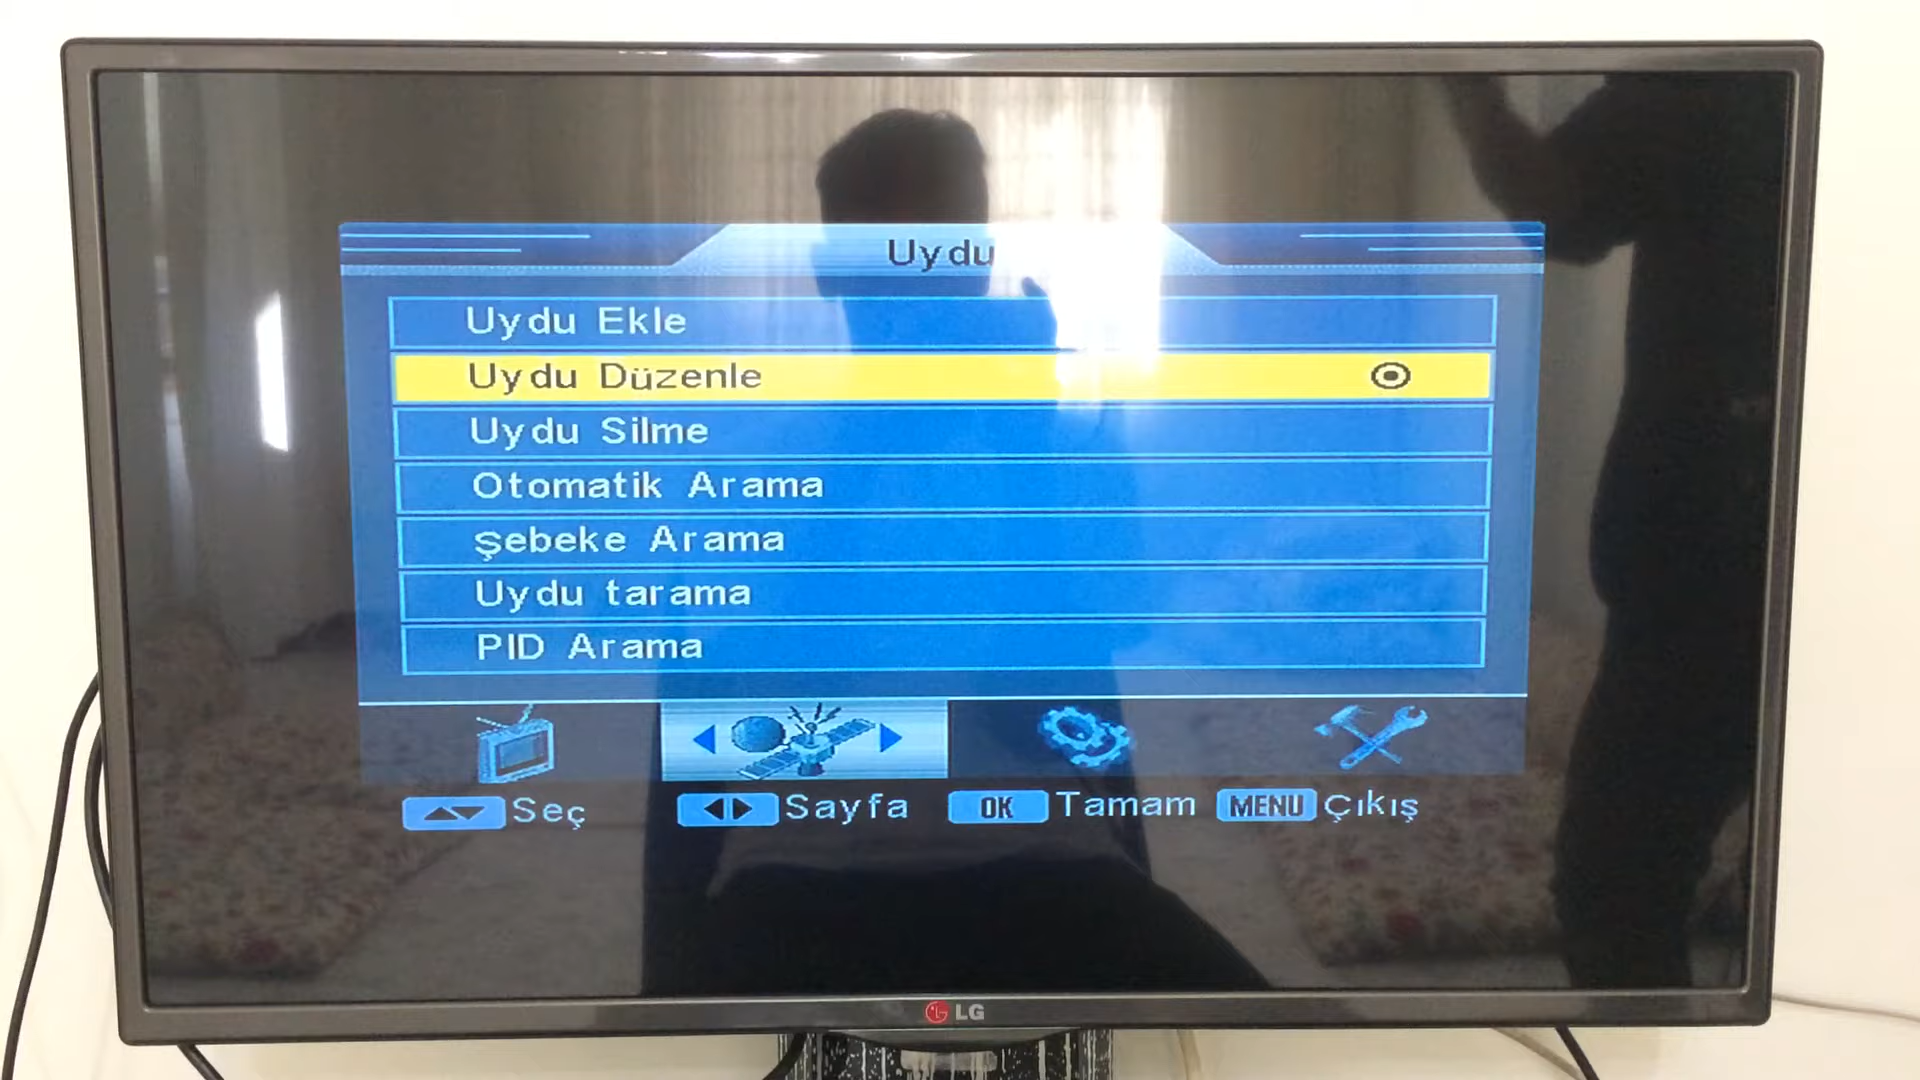 Uydu
Uydu Ekle
Uydu Düzenle
Uydu Silme
Otomatik Arama
Şebeke Arama
Uydu tarama
PID Arama
Seç Sayfa OK Tamam MENU Çıkış
LG